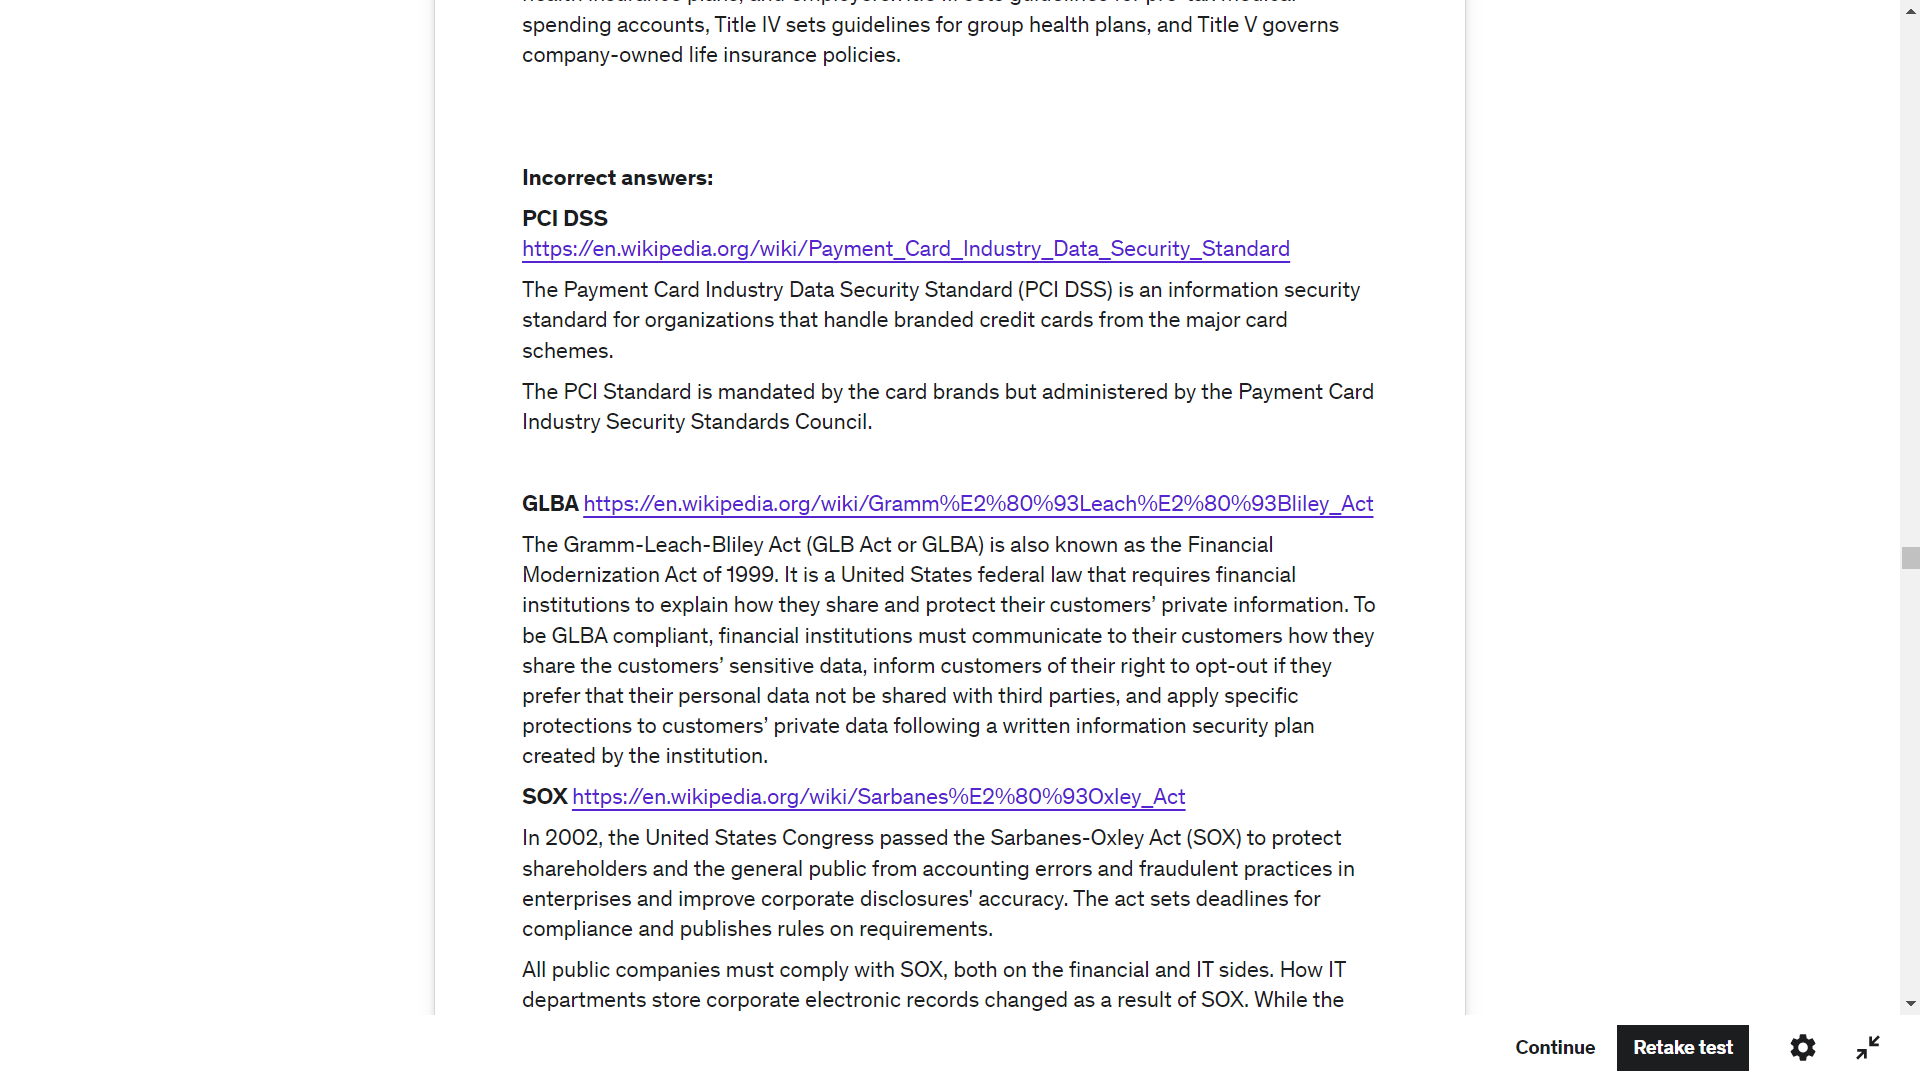 spending accounts, Title IV sets guidelines for group health plans, and Title V governs
company-owned life insurance policies.
Incorrect answers:
PCI DSS
https://en.wikipedia.org/wiki/Payment_Card_Industry_Data_Security_Standard
The Payment Card Industry Data Security Standard (PCI DSS) is an information security
standard for organizations that handle branded credit cards from the major card
schemes.
The PCI Standard is mandated by the card brands but administered by the Payment Card
Industry Security Standards Council.
GLBA https://en.wikipedia.org/wiki/Gramm%E2%80%93Leach%E2%80%93Bliley_Act
The Gramm-Leach-Bliley Act (GLB Act or GLBA) is also known as the Financial
Modernization Act of 1999. It is a United States federal law that requires financial
institutions to explain how they share and protect their customers’ private information. To
be GLBA compliant, financial institutions must communicate to their customers how they
share the customers’ sensitive data, inform customers of their right to opt-out if they
prefer that their personal data not be shared with third parties, and apply specific
protections to customers’ private data following a written information security plan
created by the institution.
SOX https://en.wikipedia.org/wiki/Sarbanes%E2%80%93Oxley_Act
In 2002, the United States Congress passed the Sarbanes-Oxley Act (SOX) to protect
shareholders and the general public from accounting errors and fraudulent practices in
enterprises and improve corporate disclosures' accuracy. The act sets deadlines for
compliance and publishes rules on requirements.
All public companies must comply with SOX, both on the financial and IT sides. How IT
departments store corporate electronic records changed as a result of SOX. While the
Continue
Retake test